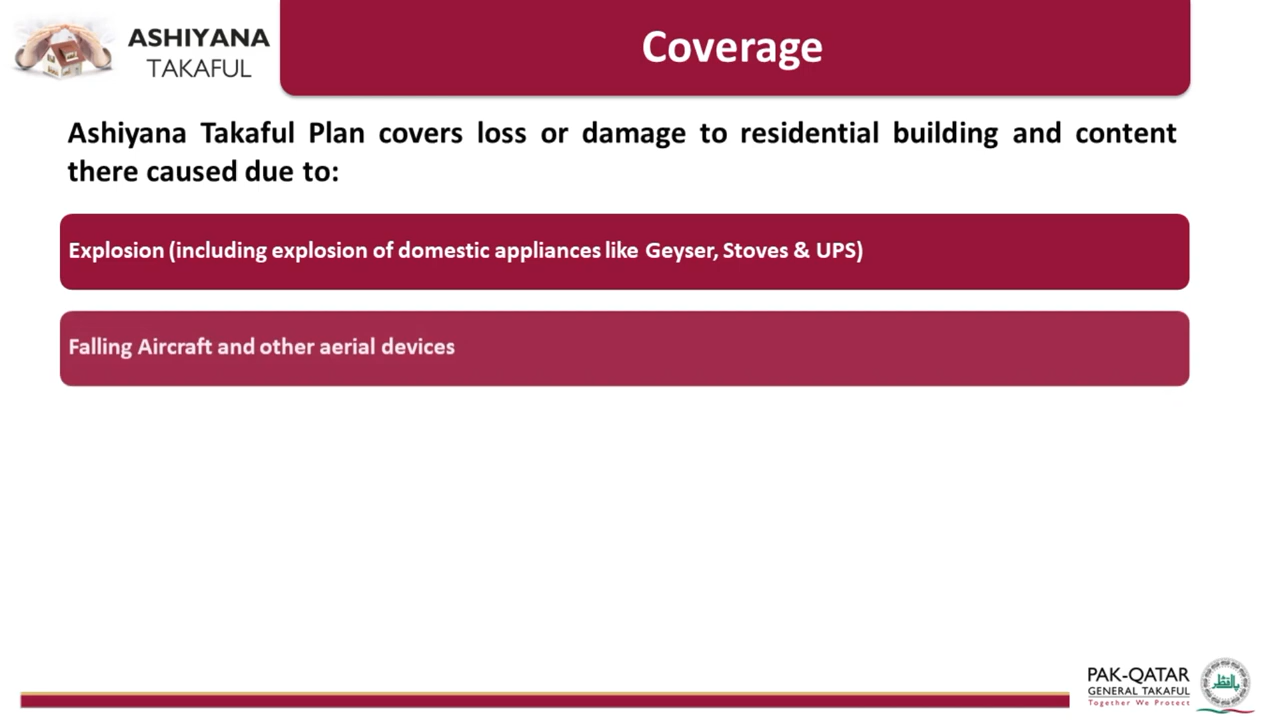 ASHIYANA
TAKAFUL
Coverage
Ashiyana Takaful Plan covers loss or damage to residential building and content
there caused due to:
Explosion (including explosion of domestic appliances like Geyser, Stoves & UPS)
Falling Aircraft and other aerial devices
PAK-QATAR
GENERAL TAKAFUL
Together We Protect